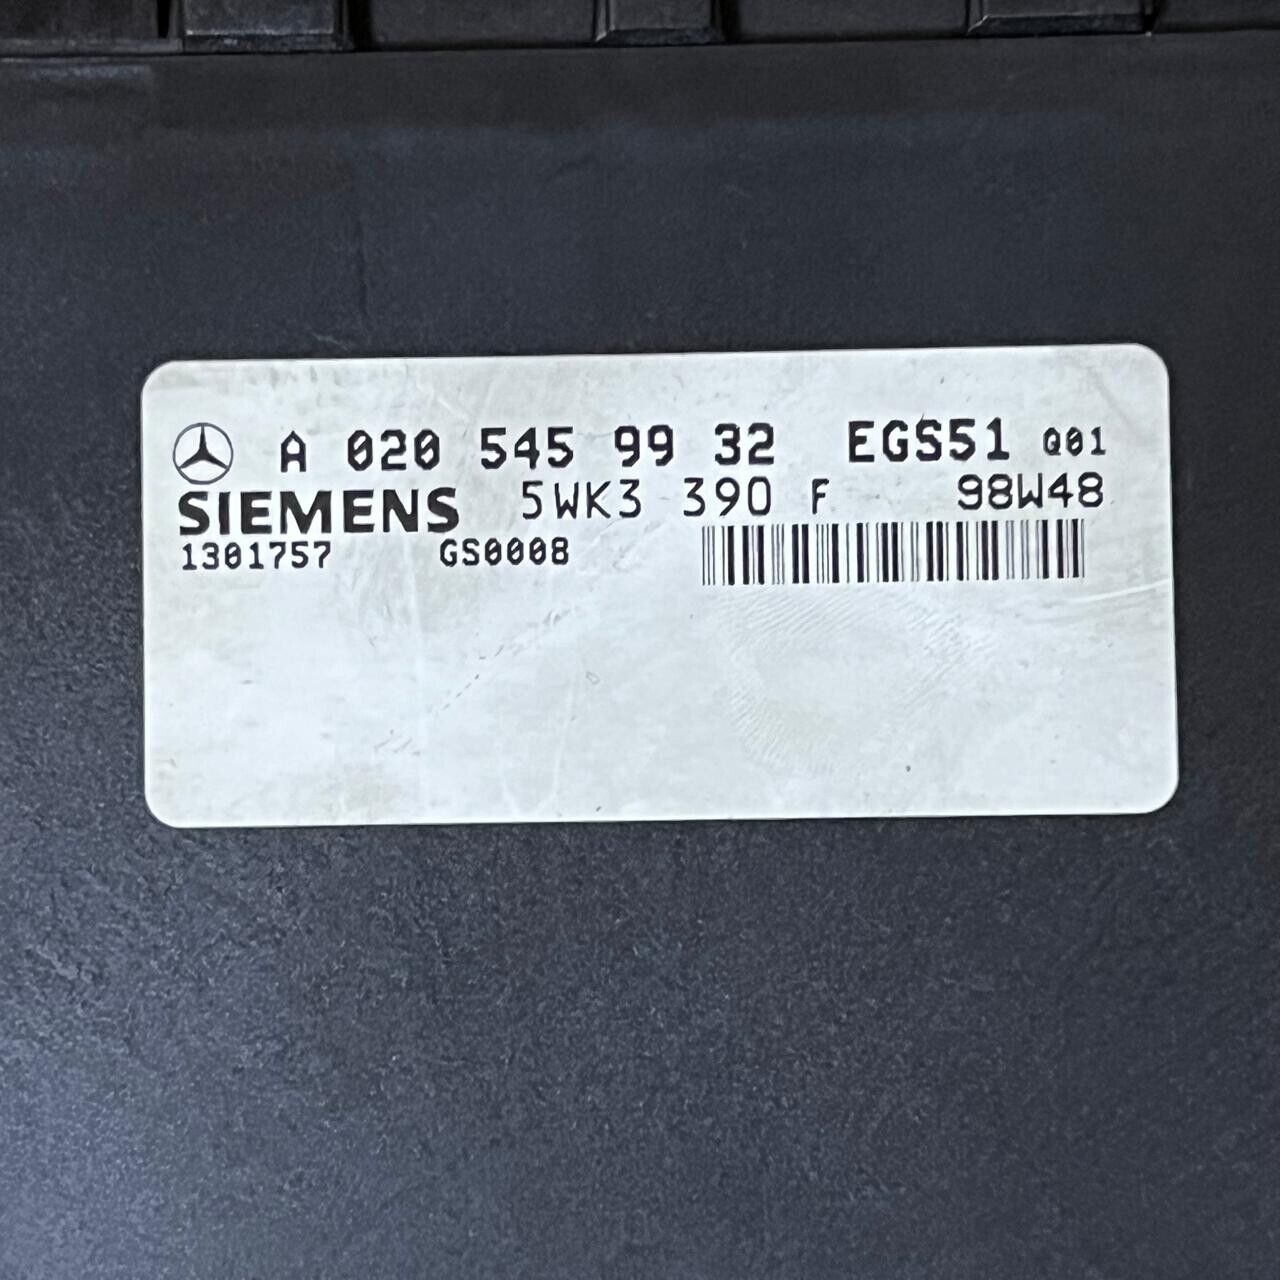 A 020 545 99 32 EGS51 Q01
SIEMENS 5WK3 390 F 98W48
1301757 GS0008